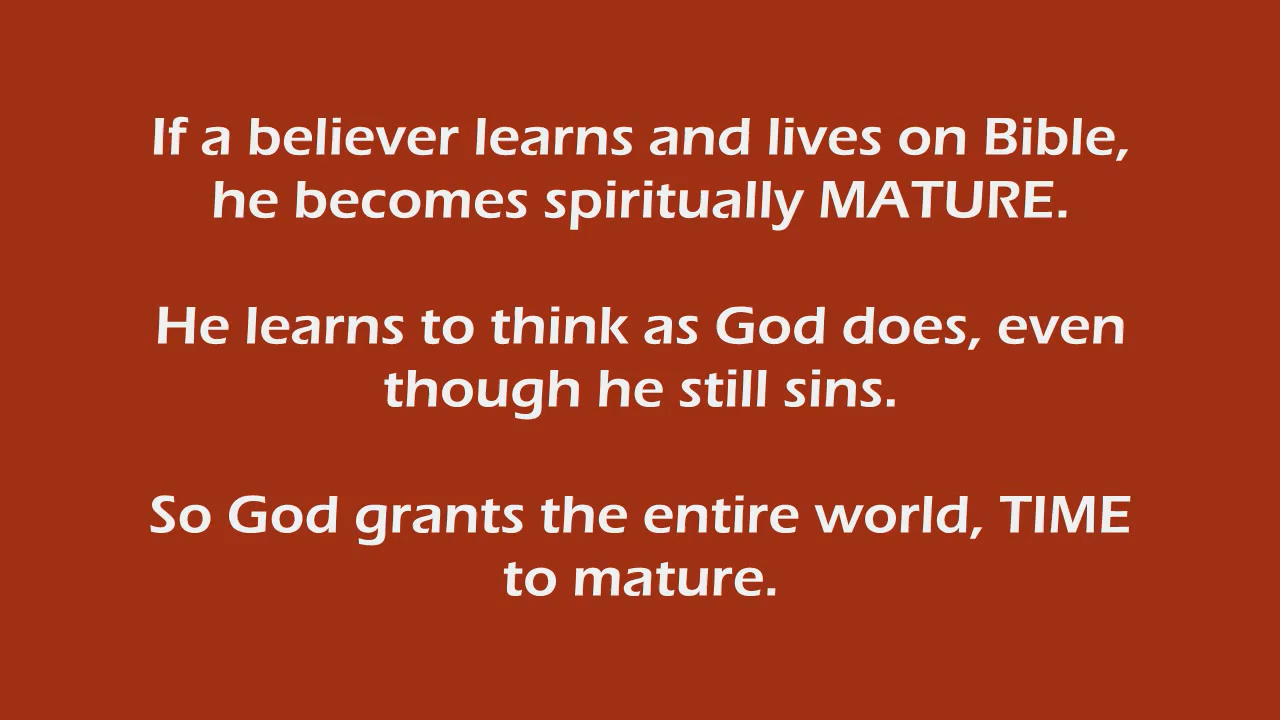 If a believer learns and lives on Bible,
he becomes spiritually MATURE.
He learns to think as God does, even
though he still sins.
So God grants the entire world, TIME
to mature.